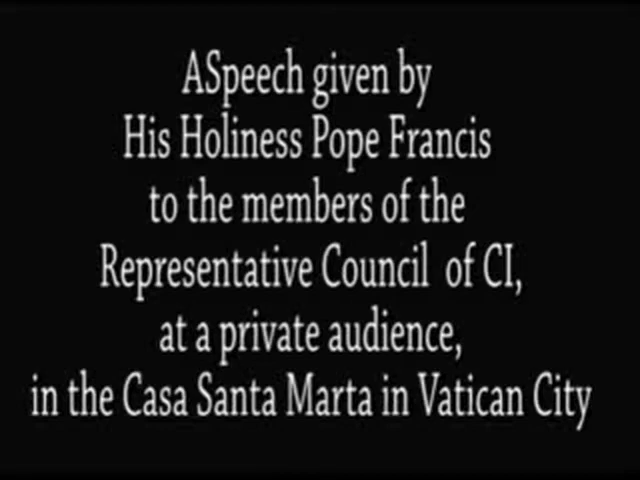 ASpeech given by
His Holiness Pope Francis
to the members of the
Representative Council of CI,
at a private audience,
in the Casa Santa Marta in Vatican City